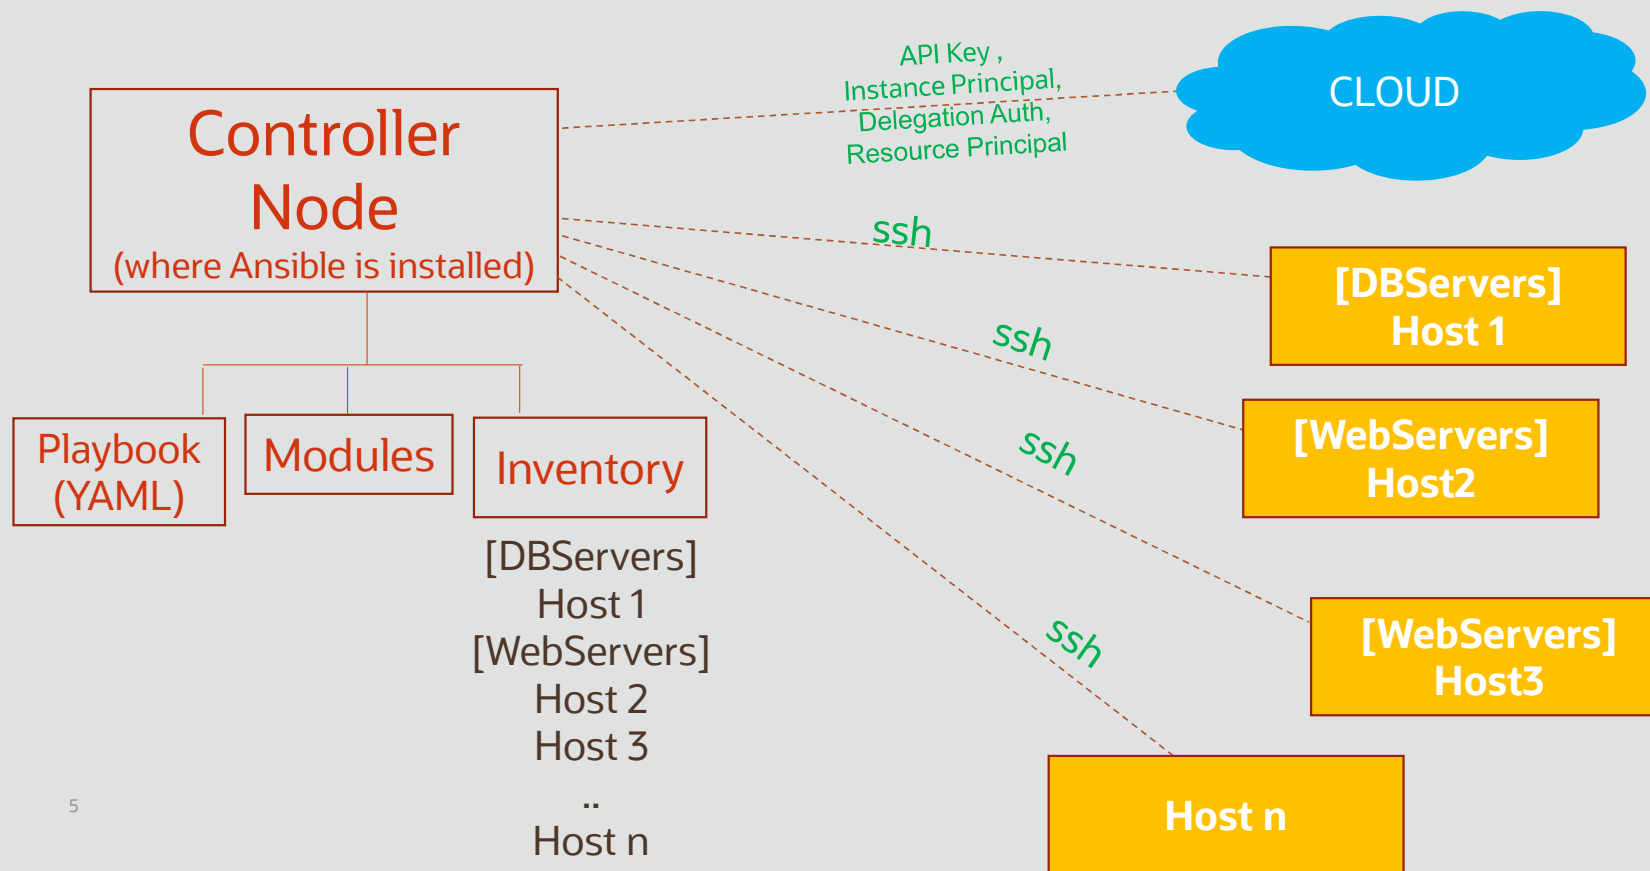 Controller
Node
(where Ansible is installed)
API Key ,
Instance Principal,
Delegation Auth,
Resource Principal
CLOUD
ssh
[DBServers]
Host 1
ssh
[WebServers]
Host2
ssh
[WebServers]
Host3
ssh
Host n
Playbook
(YAML)
Modules
Inventory
[DBServers]
Host 1
[WebServers]
Host 2
Host 3
..
Host n
5